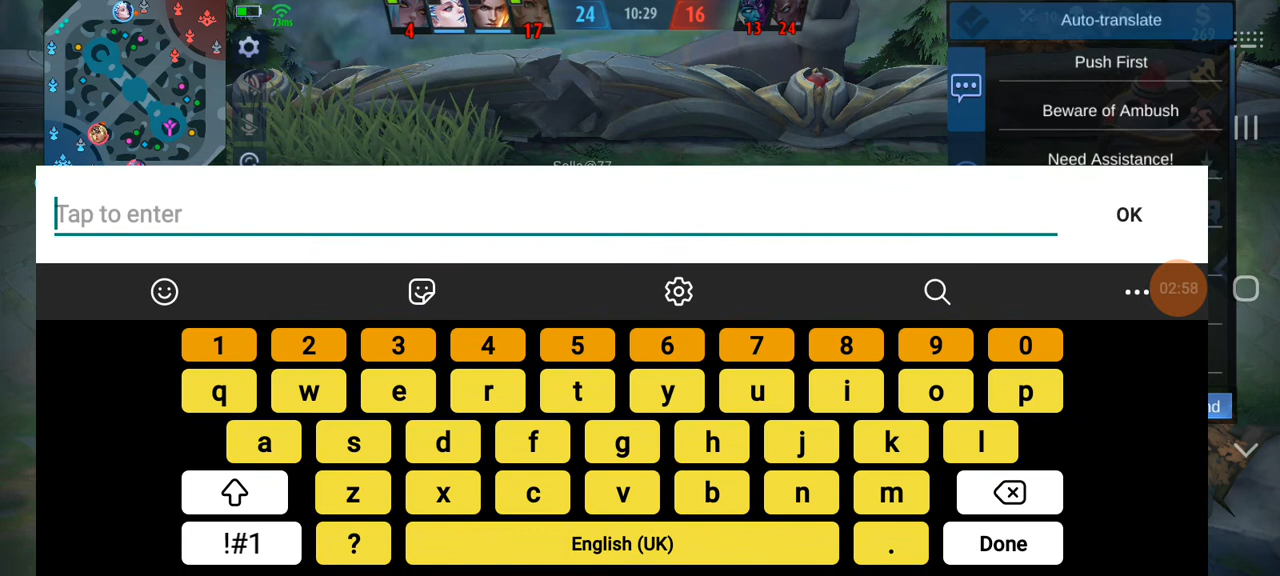 73ms
4
17
24
10:29
16
13
24
Auto-translate
Push First
Beware of Ambush
Need Assistance!
Tap to enter
OK
02:58
1 2 3 4 5 6 7 8 9 0
q w e r t y u i o p
a s d f g h j k l
z x c v b n m
!#1 ? English (UK) . Done